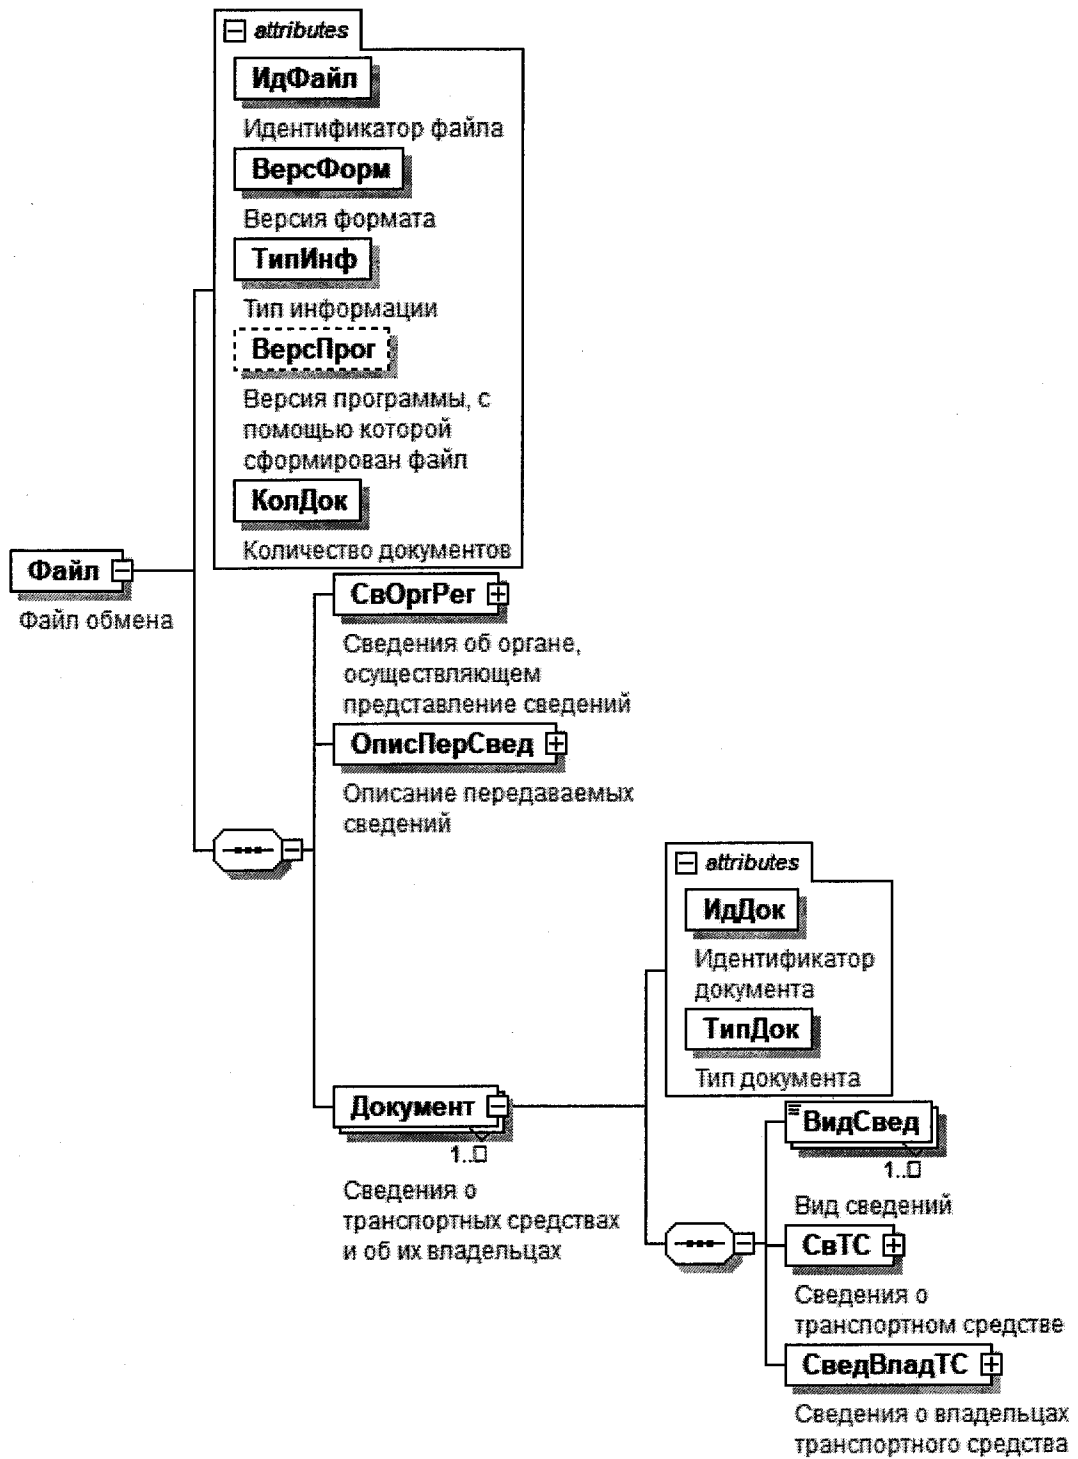 attributes
ИдФайл
Идентификатор файла
ВерсФорм
Версия формата
ТипИнф
Тип информации
ВерсПрог
Версия программы, с
помощью которой
сформирован файл
КолДок
Количество документов
Файл
Файл обмена
СвОргРег
Сведения об органе,
осуществляющем
представление сведений
ОписПерСвед
Описание передаваемых
сведений
attributes
ИдДок
Идентификатор
документа
ТипДок
Тип документа
Документ
1..□
Сведения о
транспортных средствах
и об их владельцах
ВидСвед
1..□
Вид сведений
СвТС
Сведения о
транспортном средстве
СведВладТС
Сведения о владельцах
транспортного средства